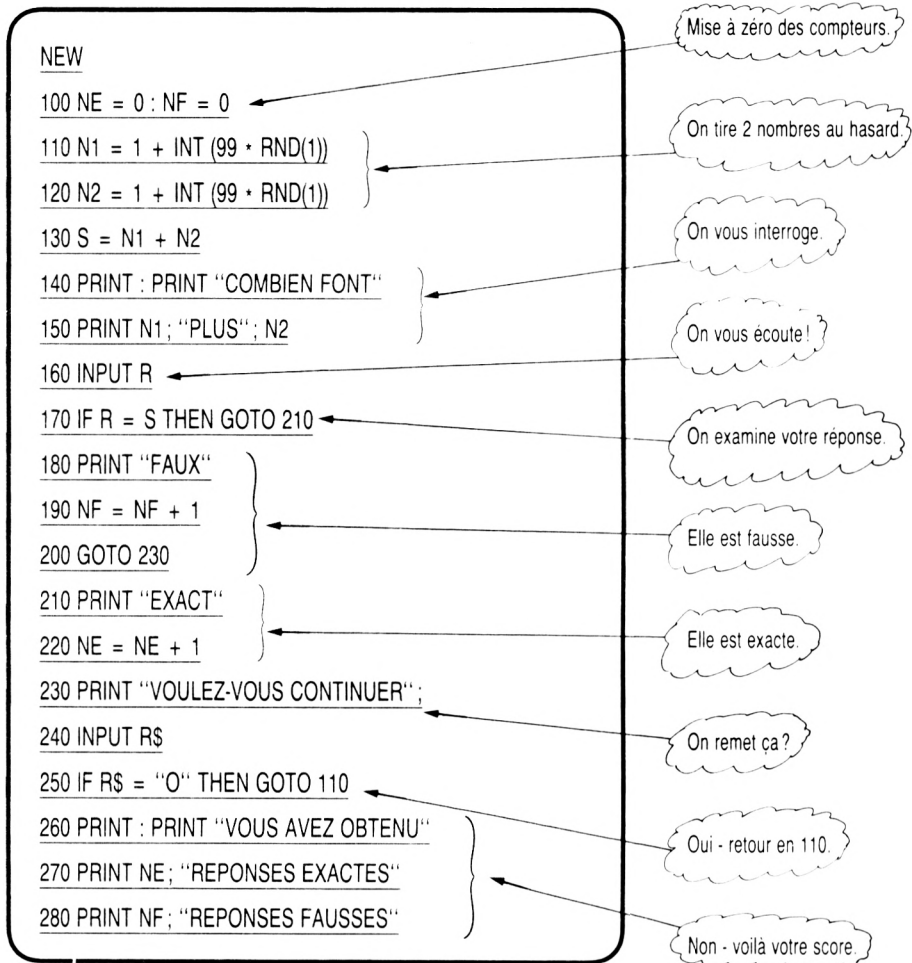 NEW
100 NE = 0 : NF = 0
110 N1 = 1 + INT (99 * RND(1))
120 N2 = 1 + INT (99 * RND(1))
130 S = N1 + N2
140 PRINT : PRINT “COMBIEN FONT“
150 PRINT N1 ; “PLUS“ ; N2
160 INPUT R
170 IF R = S THEN GOTO 210
180 PRINT “FAUX“
190 NF = NF + 1
200 GOTO 230
210 PRINT “EXACT“
220 NE = NE + 1
230 PRINT “VOULEZ-VOUS CONTINUER“ ;
240 INPUT R$
250 IF R$ = “O“ THEN GOTO 110
260 PRINT : PRINT “VOUS AVEZ OBTENU“
270 PRINT NE ; “REPONSES EXACTES“
280 PRINT NF ; “REPONSES FAUSSES“
Mise à zéro des compteurs.
On tire 2 nombres au hasard.
On vous interroge.
On vous écoute !
On examine votre réponse.
Elle est fausse.
Elle est exacte.
On remet ça ?
Oui - retour en 110.
Non - voilà votre score.